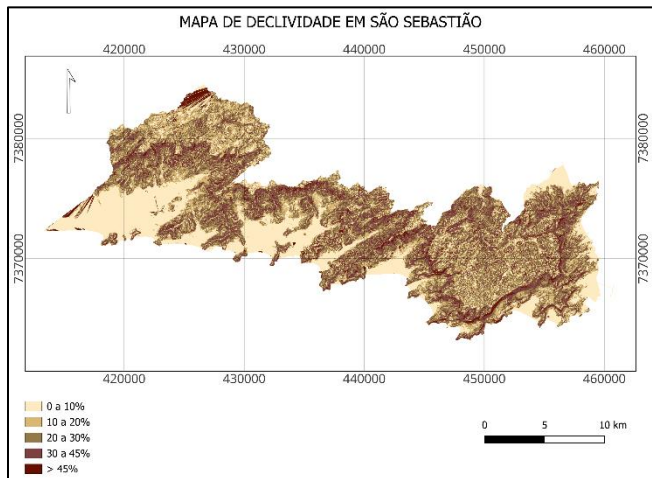 MAPA DE DECLIVIDADE EM SÃO SEBASTIÃO
420000 430000 440000 450000 460000
7380000 7380000
7370000 7370000
420000 430000 440000 450000 460000
0 a 10%
10 a 20%
20 a 30%
30 a 45%
> 45%
0 5 10 km